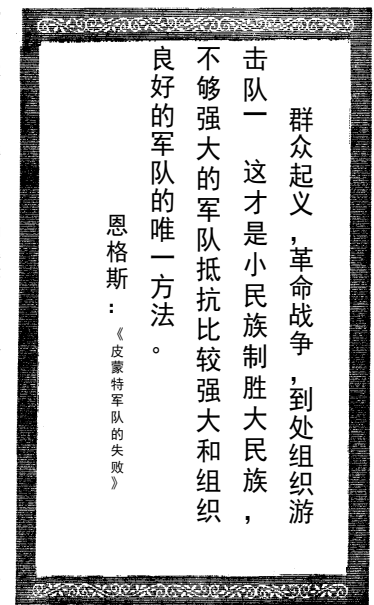 群众起义,革命战争,到处组织游
击队一 这才是小民族制胜大民族,
不够强大的军队抵抗比较强大和组织
良好的军队的唯一方法。
恩格斯:《皮蒙特军队的失败》